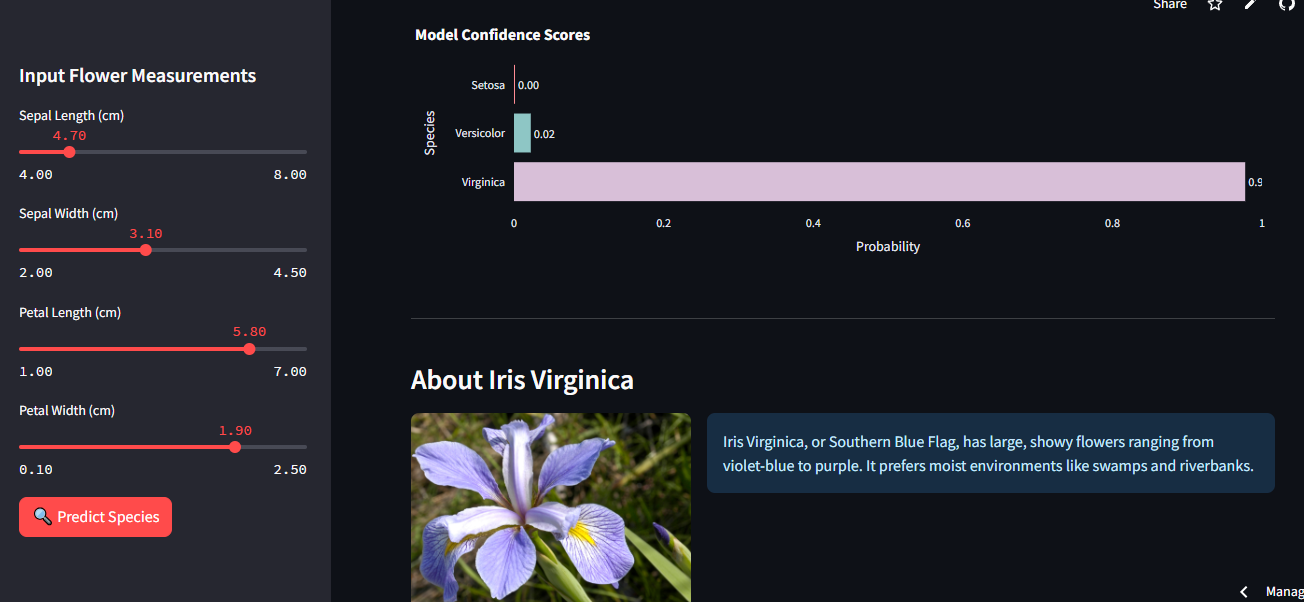 Share
Input Flower Measurements
Sepal Length (cm)
4.70
4.00 8.00
Sepal Width (cm)
3.10
2.00 4.50
Petal Length (cm)
5.80
1.00 7.00
Petal Width (cm)
1.90
0.10 2.50
🔍 Predict Species
Model Confidence Scores
Species
Setosa 0.00
Versicolor 0.02
Virginica 0.9
0 0.2 0.4 0.6 0.8 1
Probability
About Iris Virginica
Iris Virginica, or Southern Blue Flag, has large, showy flowers ranging from
violet-blue to purple. It prefers moist environments like swamps and riverbanks.
Manag